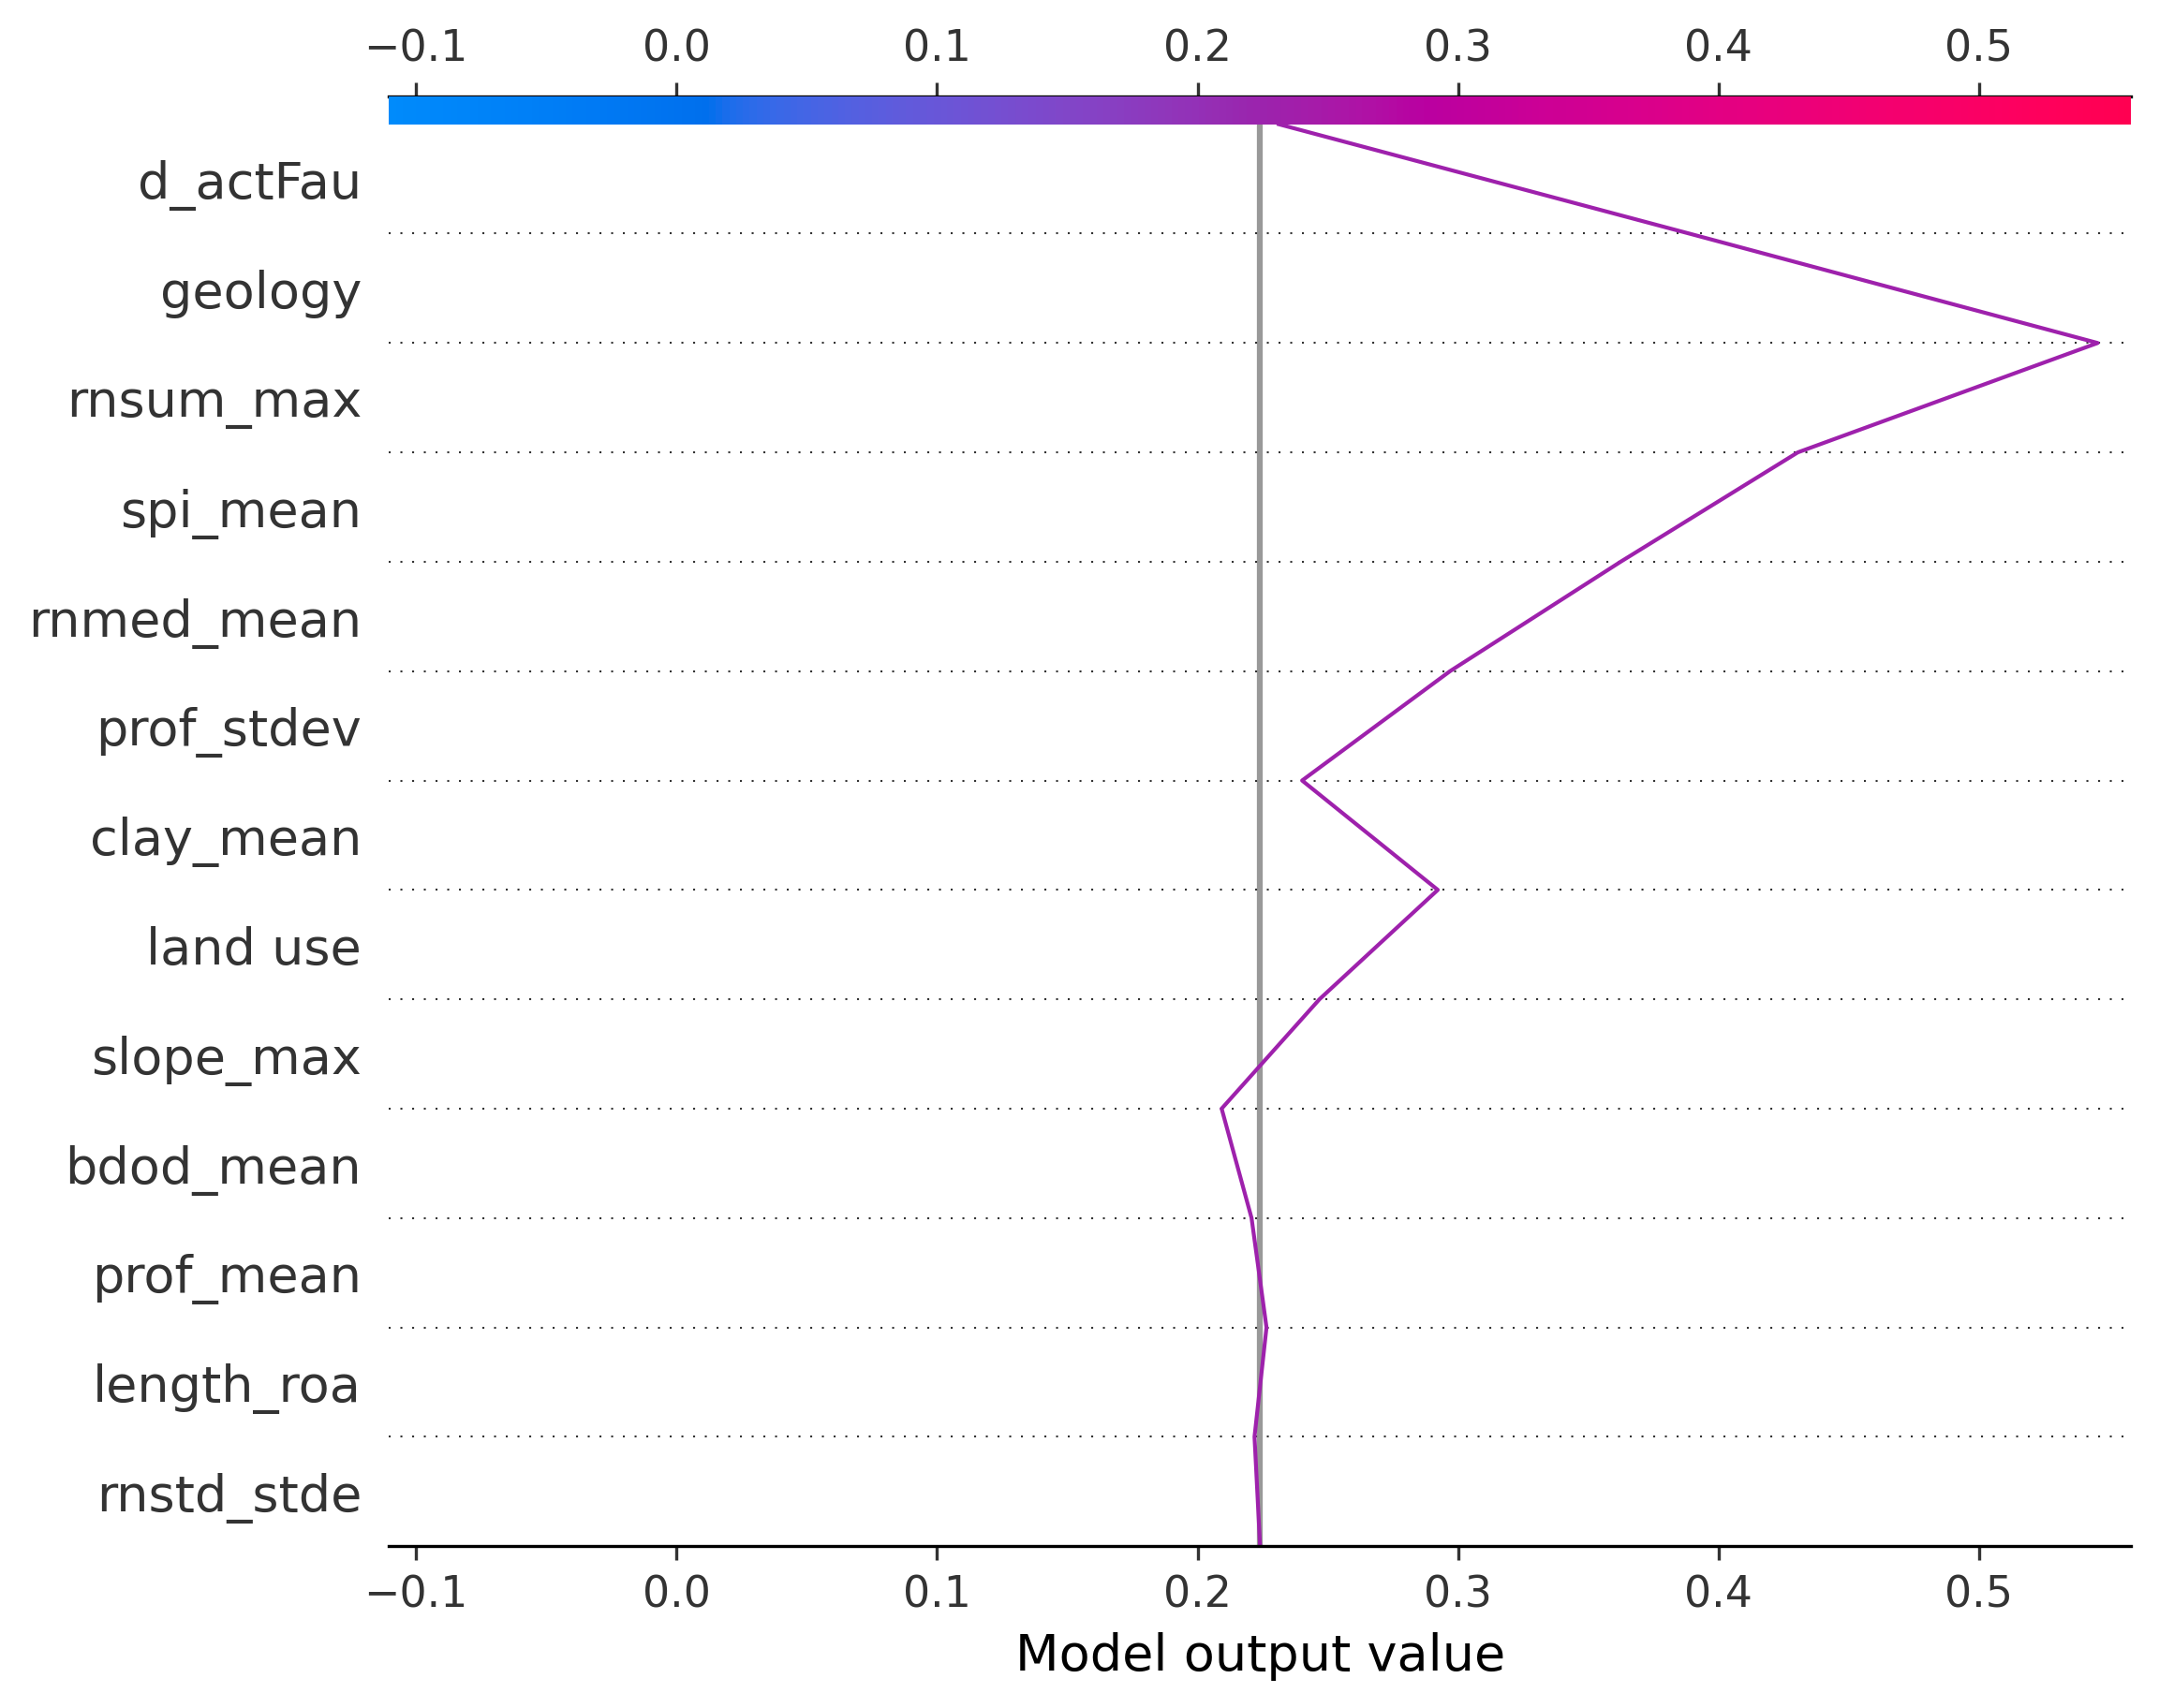 −0.1 0.0 0.1 0.2 0.3 0.4 0.5
d_actFau
geology
rnsum_max
spi_mean
rnmed_mean
prof_stdev
clay_mean
land use
slope_max
bdod_mean
prof_mean
length_roa
rnstd_stde
−0.1 0.0 0.1 0.2 0.3 0.4 0.5
Model output value